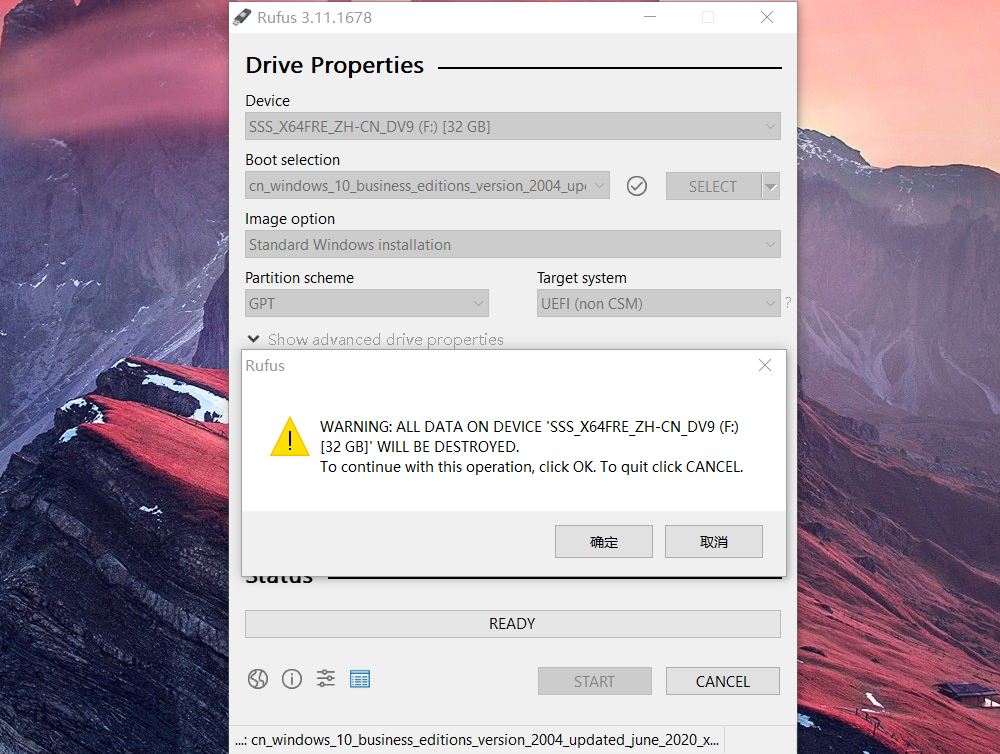 Rufus 3.11.1678
Drive Properties
Device
SSS_X64FRE_ZH-CN_DV9 (F:) [32 GB]
Boot selection
cn_windows_10_business_editions_version_2004_up
SELECT
Image option
Standard Windows installation
Partition scheme
Target system
GPT
UEFI (non CSM)
?
Show advanced drive properties
Rufus
WARNING: ALL DATA ON DEVICE 'SSS_X64FRE_ZH-CN_DV9 (F:)
[32 GB]' WILL BE DESTROYED.
To continue with this operation, click OK. To quit click CANCEL.
确定
取消
Status
READY
START
CANCEL
...: cn_windows_10_business_editions_version_2004_updated_june_2020_x...